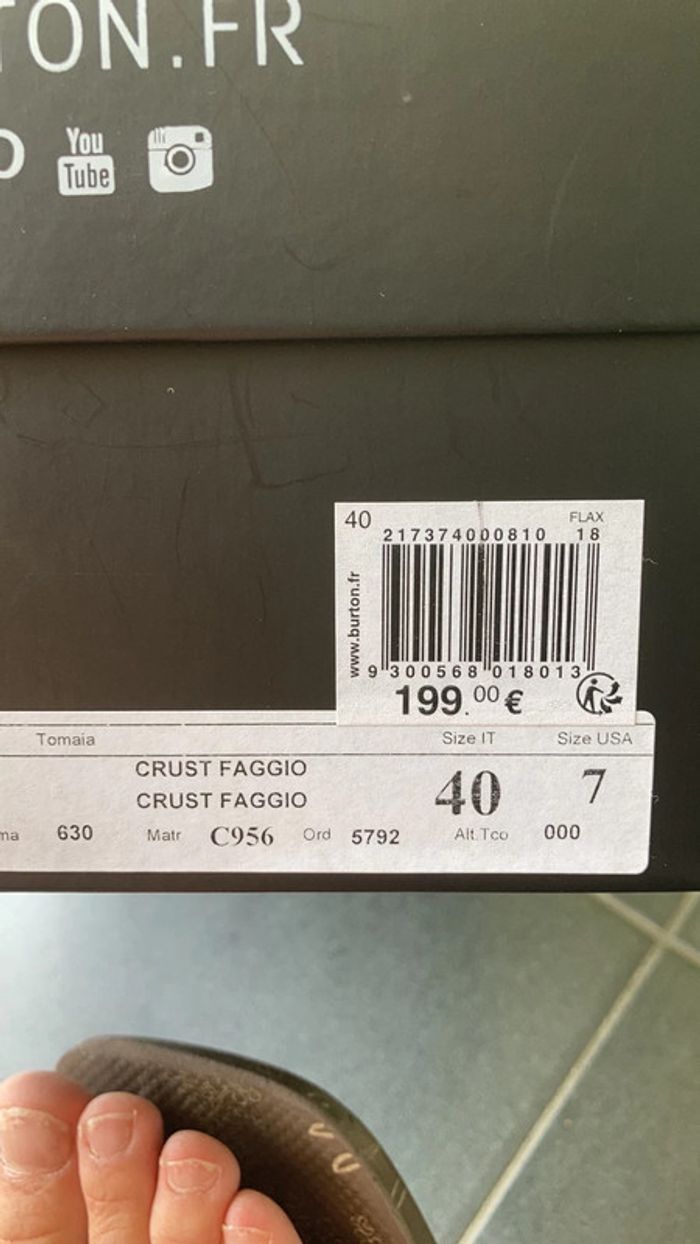 TON.FR
You
Tube
40 FLAX
217374000810 18
www.burton.fr
9 300568 018013
199.00 €
Tomaia Size IT Size USA
CRUST FAGGIO 40 7
CRUST FAGGIO
ma 630 Matr C956 Ord 5792 Alt.Tco 000